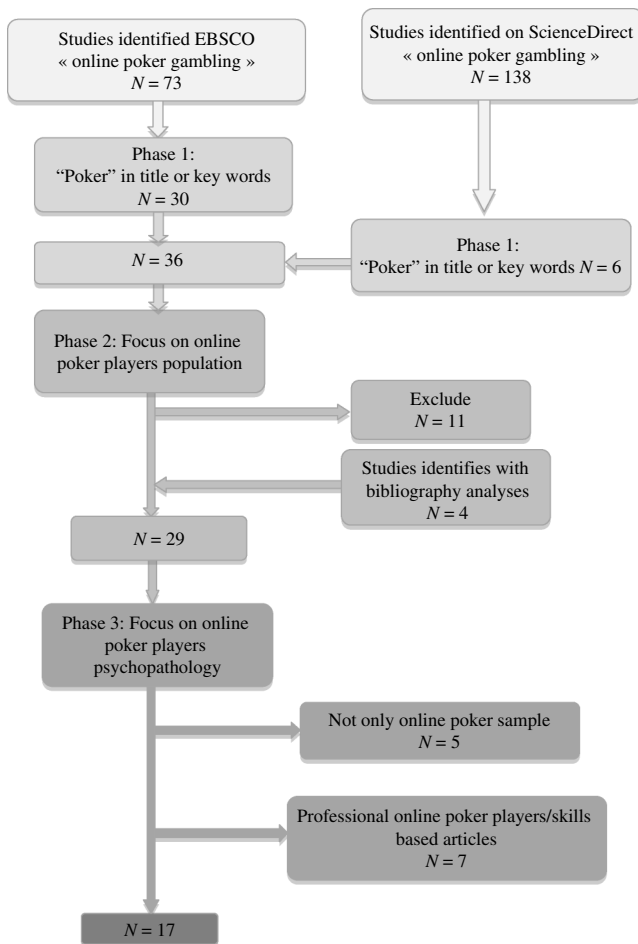 Studies identified EBSCO
« online poker gambling »
N = 73
Studies identified on ScienceDirect
« online poker gambling »
N = 138
Phase 1:
“Poker” in title or key words
N = 30
Phase 1:
“Poker” in title or key words N = 6
N = 36
Phase 2: Focus on online
poker players population
Exclude
N = 11
Studies identifies with
bibliography analyses
N = 4
N = 29
Phase 3: Focus on online
poker players
psychopathology
Not only online poker sample
N = 5
Professional online poker players/skills
based articles
N = 7
N = 17